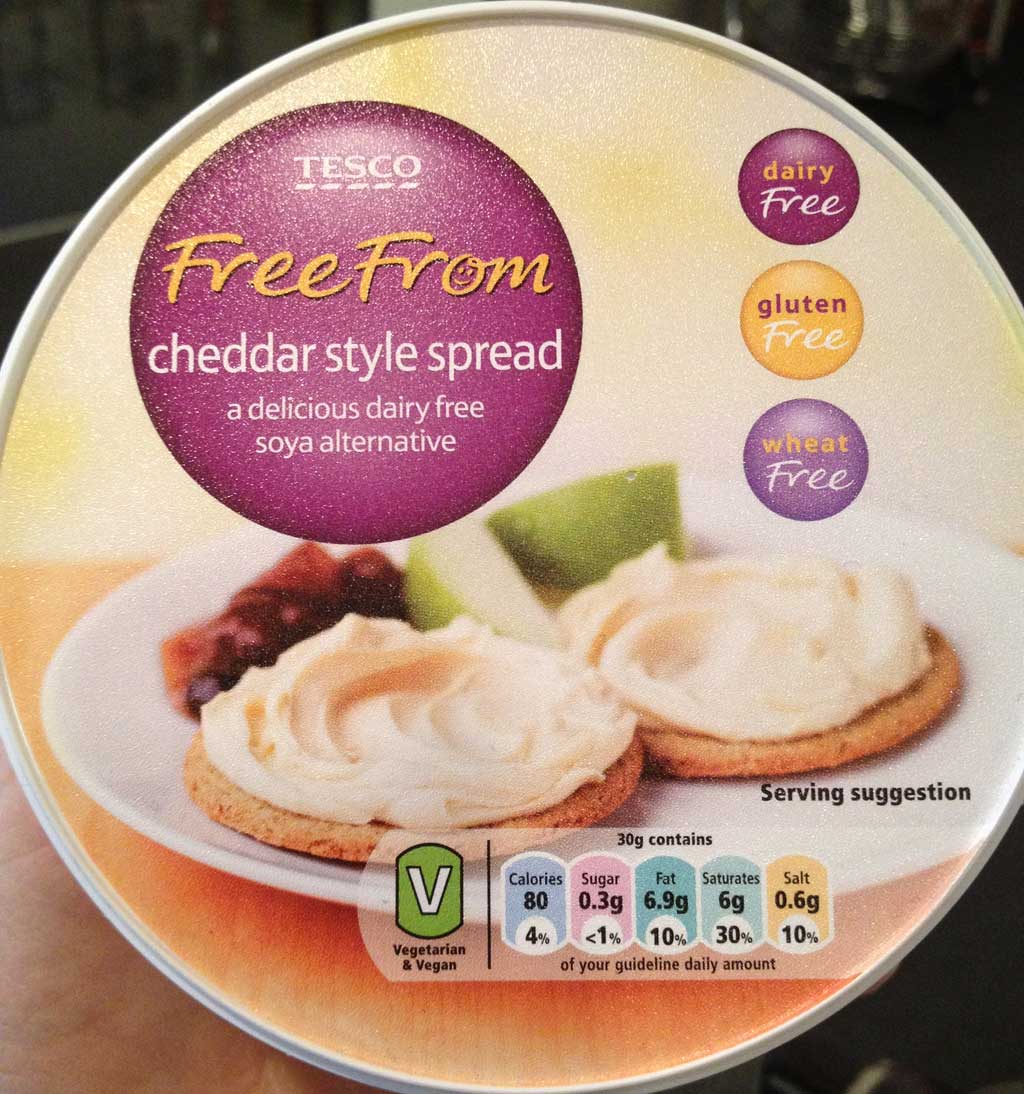 TESCO
Free From
cheddar style spread
a delicious dairy free
soya alternative
dairy
Free
gluten
Free
wheat
Free
Serving suggestion
30g contains
V
Vegetarian
& Vegan
Calories
80
4%
Sugar
0.3g
<1%
Fat
6.9g
10%
Saturates
6g
30%
Salt
0.6g
10%
of your guideline daily amount